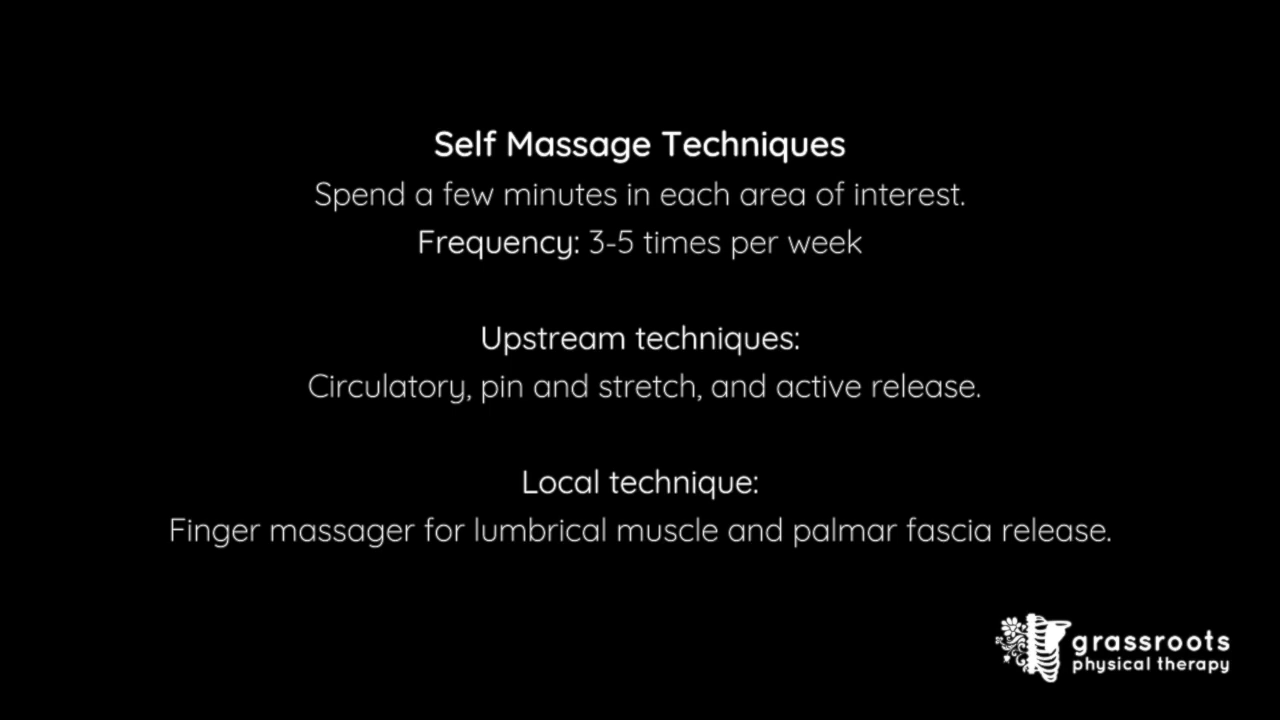 Self Massage Techniques
Spend a few minutes in each area of interest.
Frequency: 3-5 times per week
Upstream techniques:
Circulatory, pin and stretch, and active release.
Local technique:
Finger massager for lumbrical muscle and palmar fascia release.
grassroots
physical therapy